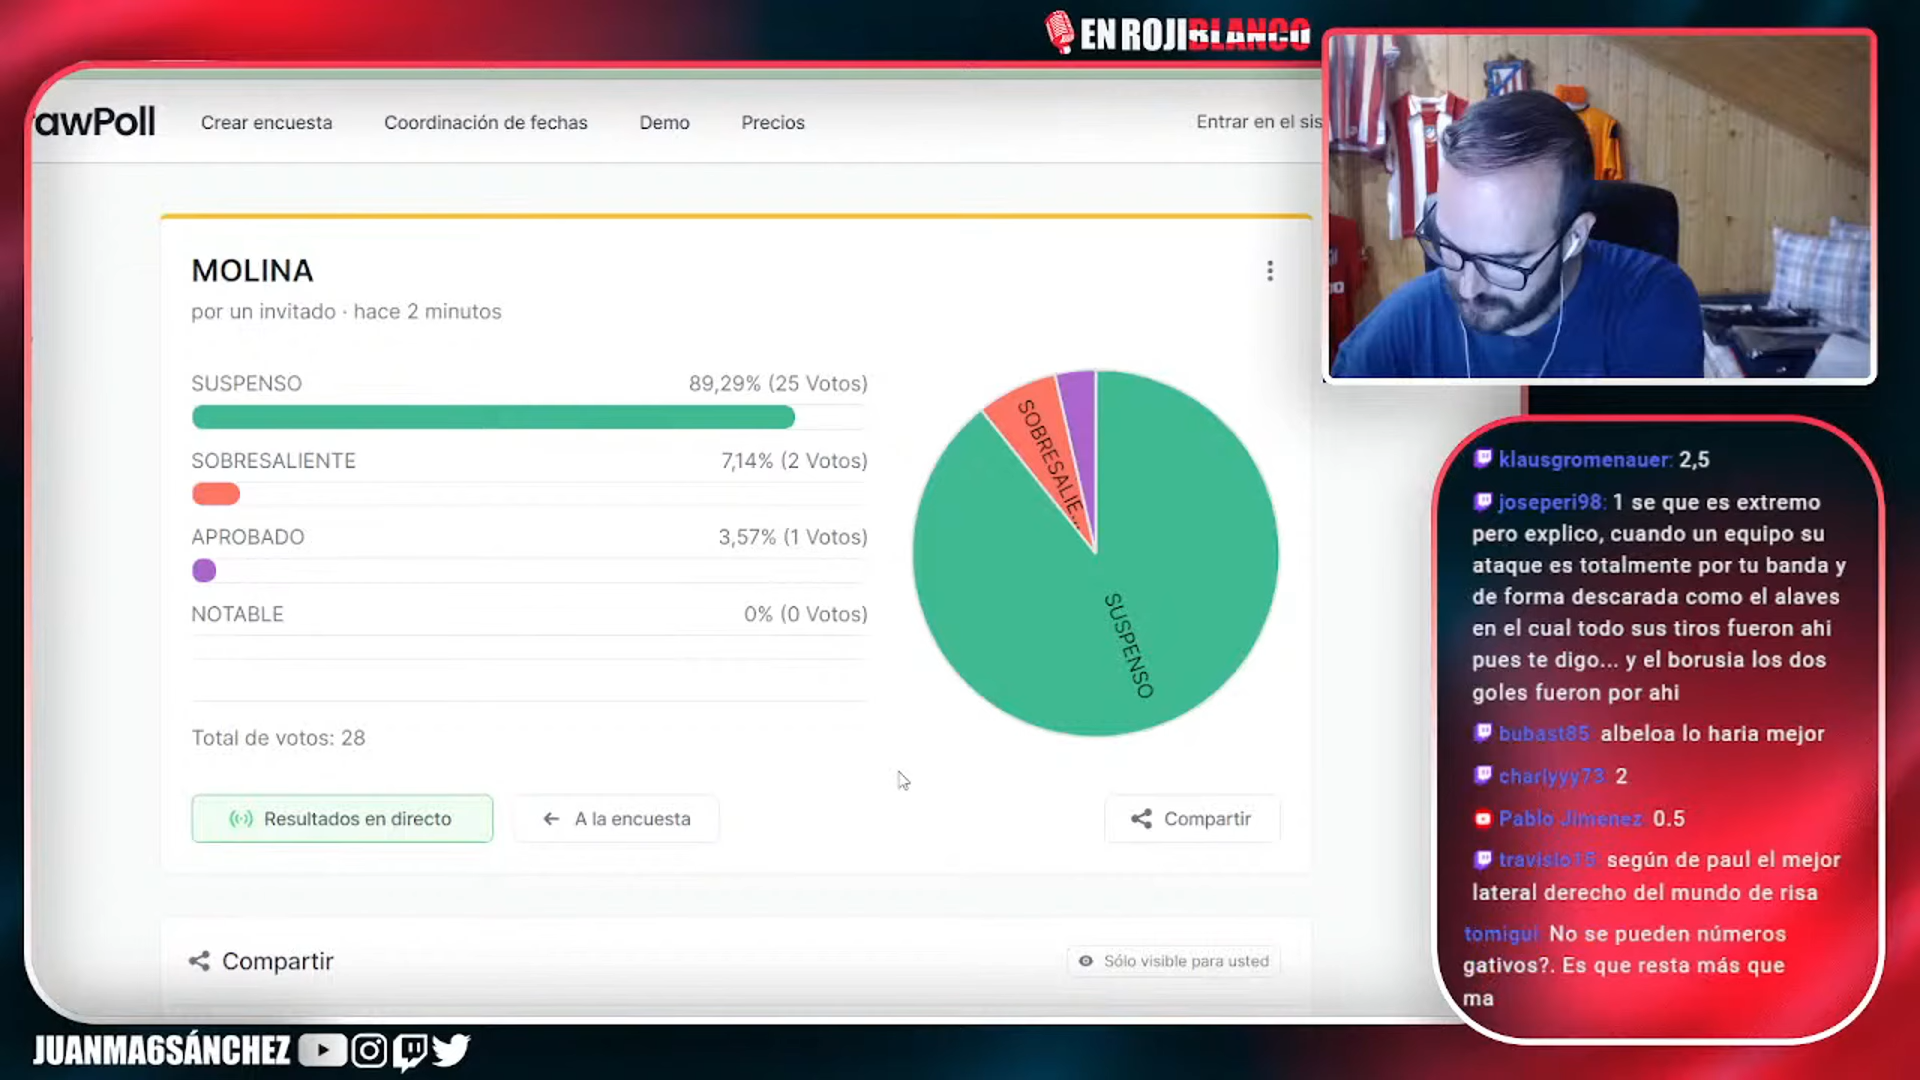 EN ROJIBLANCO
awPoll
Crear encuesta
Coordinación de fechas
Demo
Precios
Entrar en el sis
MOLINA
por un invitado · hace 2 minutos
SUSPENSO
89,29% (25 Votos)
SOBRESALIENTE
7,14% (2 Votos)
APROBADO
3,57% (1 Votos)
NOTABLE
0% (0 Votos)
SOBRESALIE...
SUSPENSO
Total de votos: 28
Resultados en directo
A la encuesta
Compartir
Compartir
Sólo visible para usted
klausgromenauer: 2,5
joseperi98: 1 se que es extremo
pero explico, cuando un equipo su
ataque es totalmente por tu banda y
de forma descarada como el alaves
en el cual todo sus tiros fueron ahi
pues te digo... y el borusia los dos
goles fueron por ahi
bubast85: albeloa lo haria mejor
charlyyy73: 2
Pablo Jimenez: 0.5
travislo15: según de paul el mejor
lateral derecho del mundo de risa
tomigui: No se pueden números
gativos?. Es que resta más que
ma
JUANMA6SÁNCHEZ